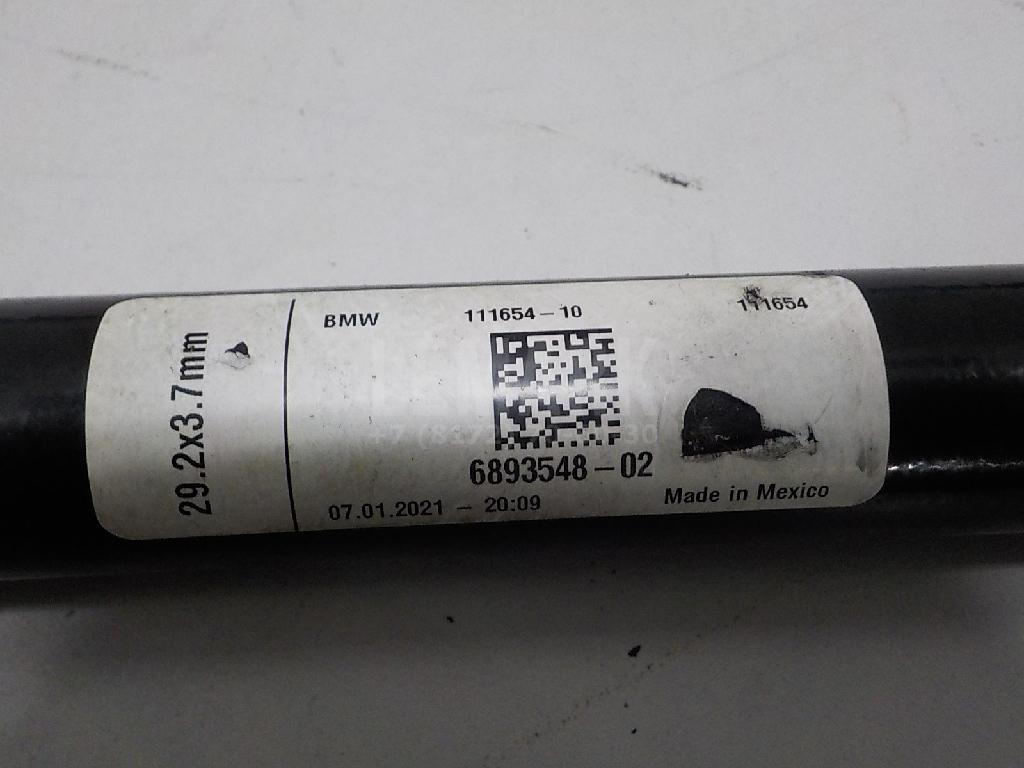 29.2x3.7mm
BMW 111654-10 111654
6893548-02
07.01.2021 - 20:09 Made in Mexico